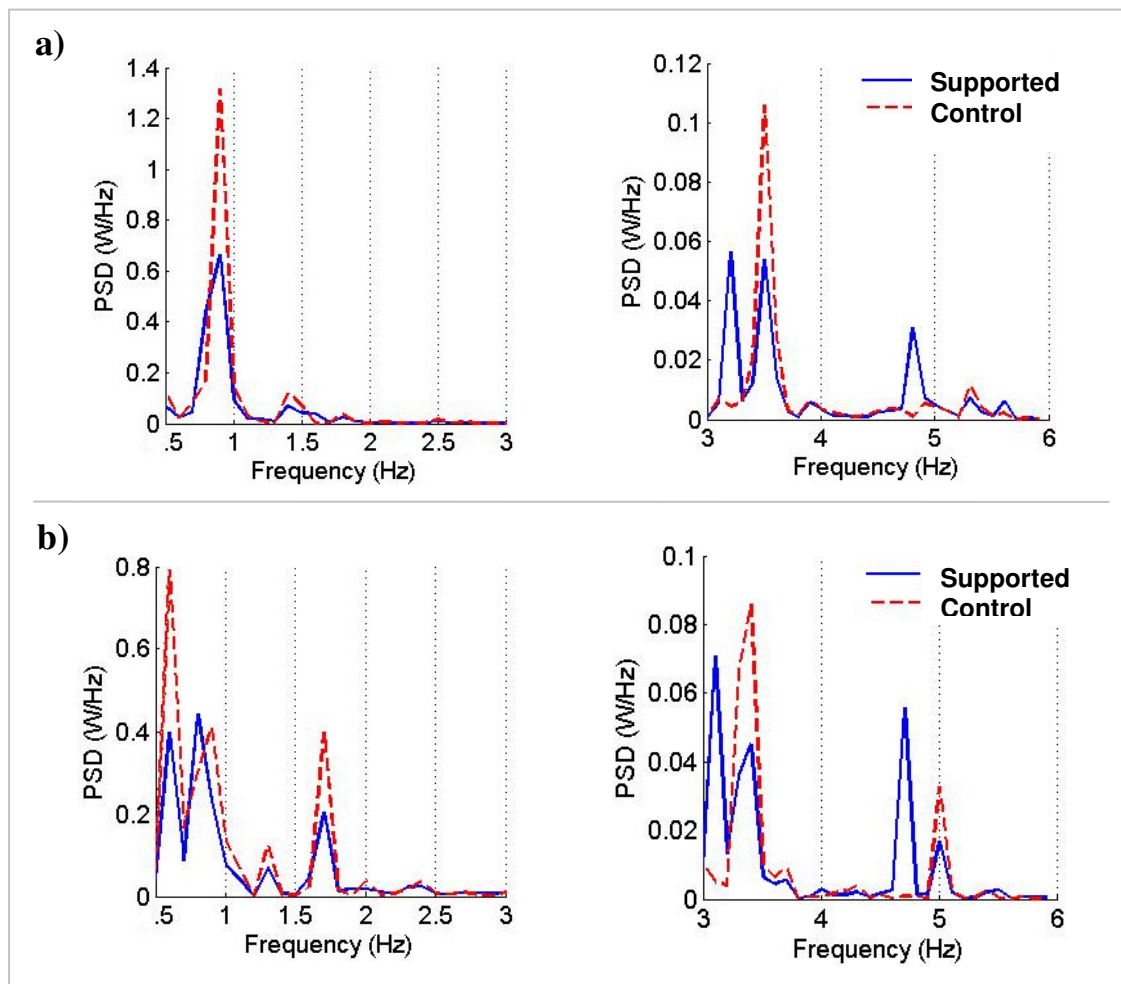 a)
1.4
1.2
1
0.8
0.6
0.4
0.2
0
PSD (W/Hz)
.5 1 1.5 2 2.5 3
Frequency (Hz)
0.12
0.1
0.08
0.06
0.04
0.02
0
PSD (W/Hz)
3 4 5 6
Frequency (Hz)
Supported
Control
b)
0.8
0.6
0.4
0.2
0
PSD (W/Hz)
.5 1 1.5 2 2.5 3
Frequency (Hz)
0.1
0.08
0.06
0.04
0.02
0
PSD (W/Hz)
3 4 5 6
Frequency (Hz)
Supported
Control